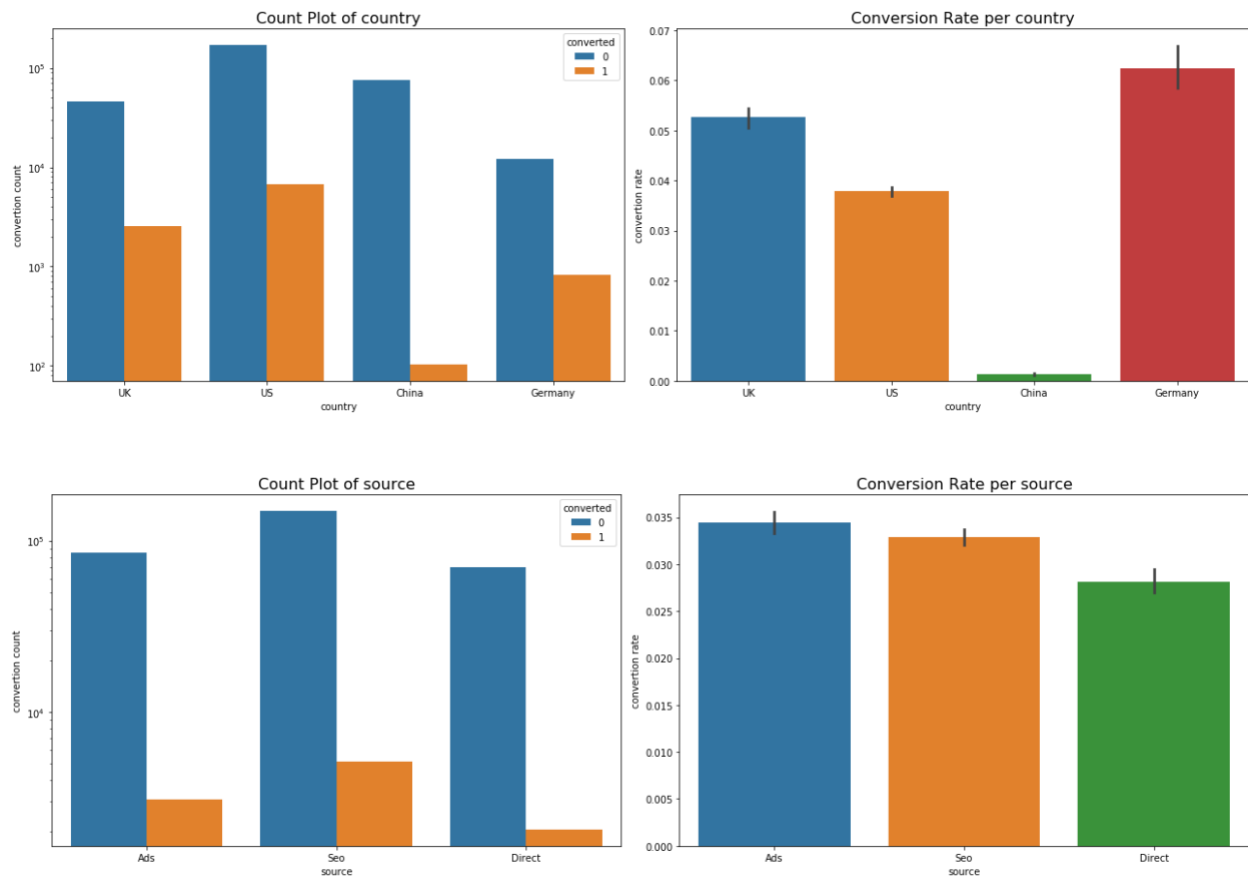 Count Plot of country
converted
0
1
10^5
10^4
10^3
10^2
convertion count
UK US China Germany
country
Conversion Rate per country
0.07
0.06
0.05
0.04
0.03
0.02
0.01
0.00
convertion rate
UK US China Germany
country
Count Plot of source
converted
0
1
10^5
10^4
convertion count
Ads Seo Direct
source
Conversion Rate per source
0.035
0.030
0.025
0.020
0.015
0.010
0.005
0.000
convertion rate
Ads Seo Direct
source